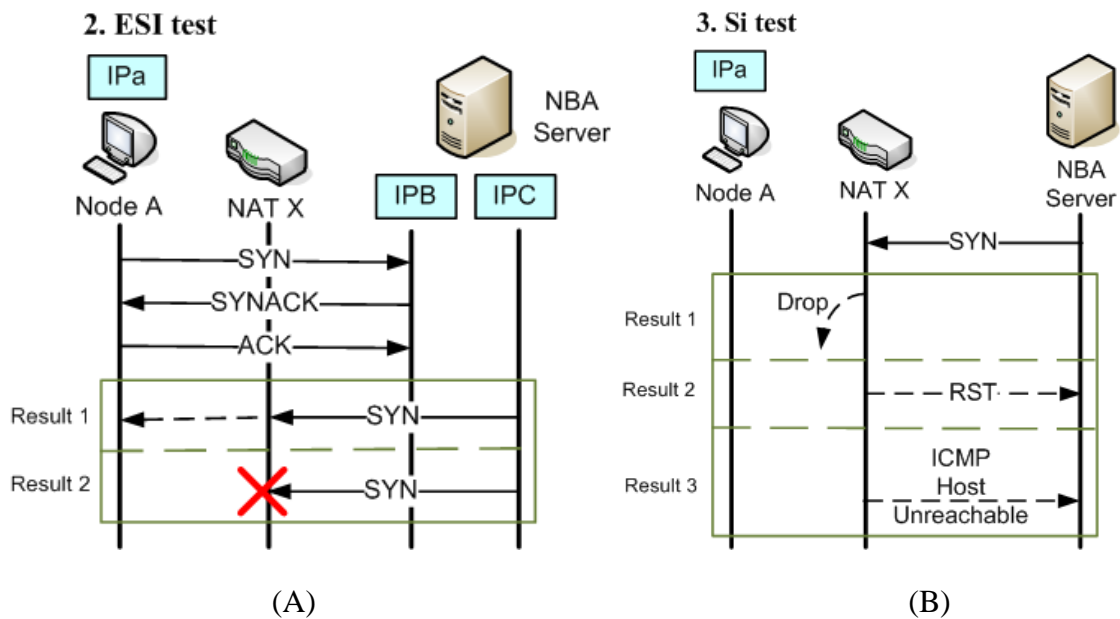 2. ESI test
IPa
NBA
Server
Node A
NAT X
IPB
IPC
SYN
SYNACK
ACK
Result 1
SYN
Result 2
SYN
(A)
3. Si test
IPa
Node A
NAT X
NBA
Server
SYN
Drop
Result 1
Result 2
RST
Result 3
ICMP
Host
Unreachable
(B)